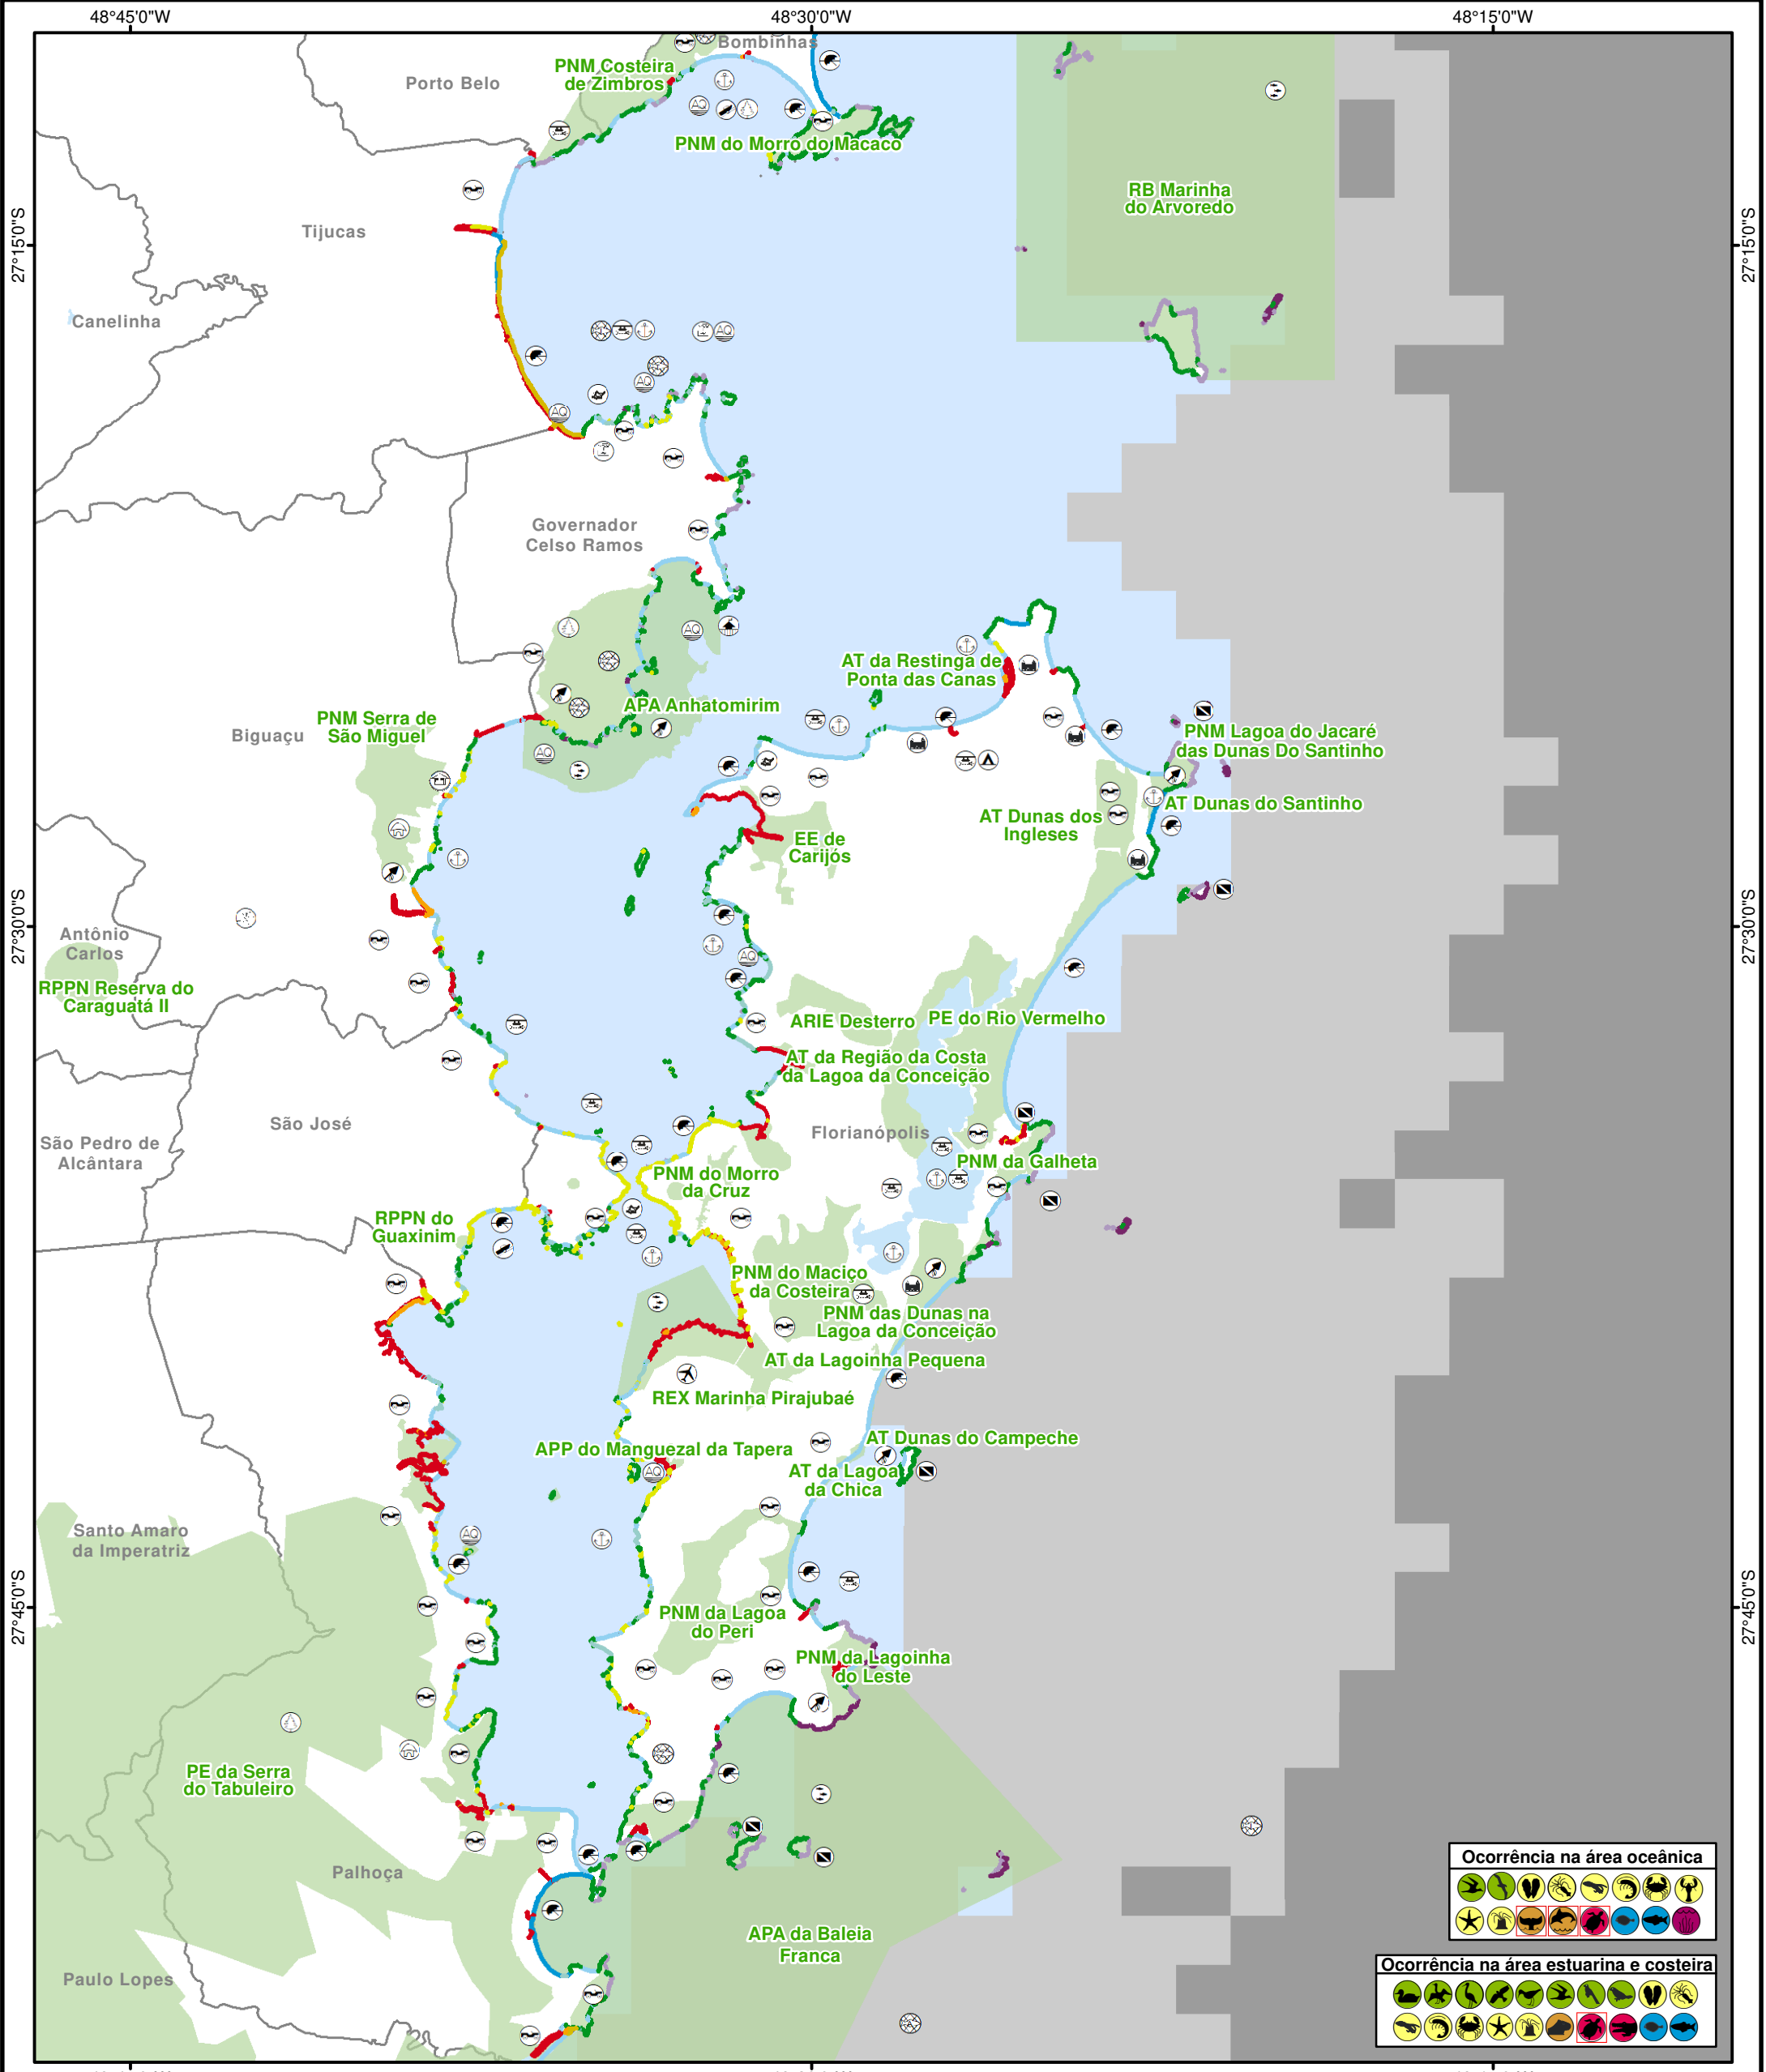 48°45'0"W
48°30'0"W
48°15'0"W
Bombinhas
PNM Costeira
de Zimbros
Porto Belo
PNM do Morro do Macaco
RB Marinha
do Arvoredo
Tijucas
27°15'0"S
27°15'0"S
Canelinha
AQ
AQ
AQ
AQ
Governador
Celso Ramos
AQ
AT da Restinga de
Ponta das Canas
APA Anhatomirim
PNM Serra de
São Miguel
Biguaçu
AQ
PNM Lagoa do Jacaré
das Dunas Do Santinho
AT Dunas do Santinho
AT Dunas dos
Ingleses
EE de
Carijós
27°30'0"S
27°30'0"S
Antônio
Carlos
AQ
RPPN Reserva do
Caraguatá II
ARIE Desterro
PE do Rio Vermelho
AT da Região da Costa
da Lagoa da Conceição
São José
Florianópolis
São Pedro de
Alcântara
PNM da Galheta
PNM do Morro
da Cruz
RPPN do
Guaxinim
PNM do Maciço
da Costeira
PNM das Dunas na
Lagoa da Conceição
AT da Lagoinha Pequena
REX Marinha Pirajubaé
AT Dunas do Campeche
APP do Manguezal da Tapera
AQ
AT da Lagoa
da Chica
Santo Amaro
da Imperatriz
AQ
27°45'0"S
27°45'0"S
PNM da Lagoa
do Peri
PNM da Lagoinha
do Leste
PE da Serra
do Tabuleiro
Palhoça
APA da Baleia
Franca
Paulo Lopes
Ocorrência na área oceânica
Ocorrência na área estuarina e costeira